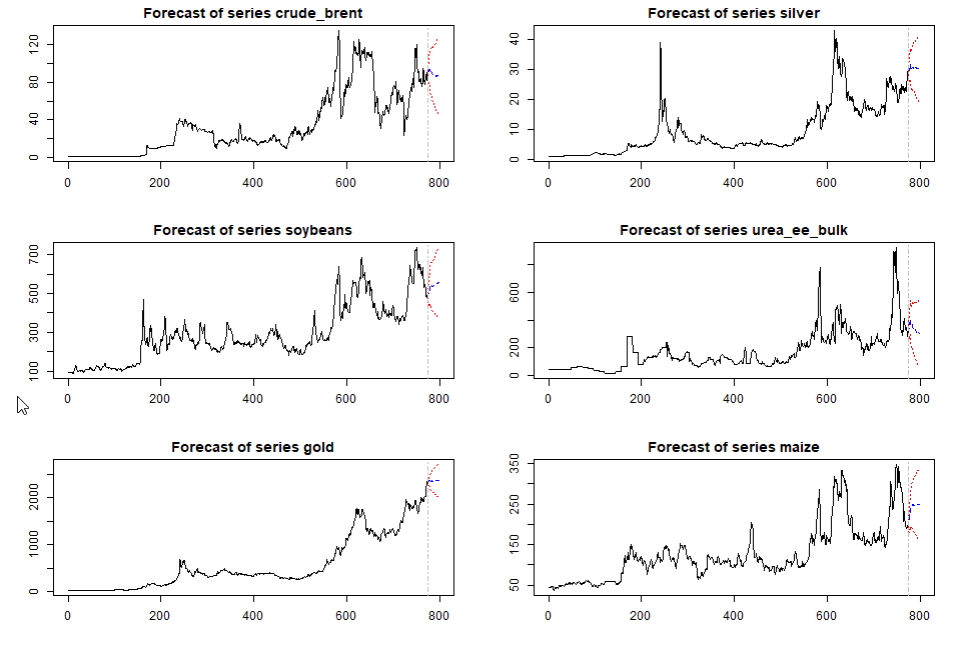 Forecast of series crude_brent
120
80
40
0
0 200 400 600 800
Forecast of series silver
40
30
20
10
0
0 200 400 600 800
Forecast of series soybeans
700
500
300
100
0 200 400 600 800
Forecast of series urea_ee_bulk
600
200
0
0 200 400 600 800
Forecast of series gold
2000
1000
0
0 200 400 600 800
Forecast of series maize
350
250
150
50
0 200 400 600 800